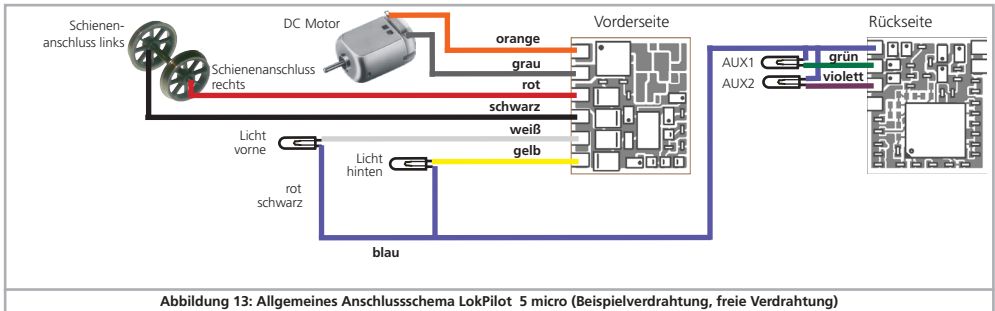 Schienen-
anschluss links
DC Motor
Schienenanschluss
rechts
orange
grau
rot
schwarz
weiß
gelb
Licht
vorne
Licht
hinten
rot
schwarz
blau
Vorderseite
Rückseite
AUX1
grün
AUX2
violett
Abbildung 13: Allgemeines Anschlussschema LokPilot 5 micro (Beispielverdrahtung, freie Verdrahtung)